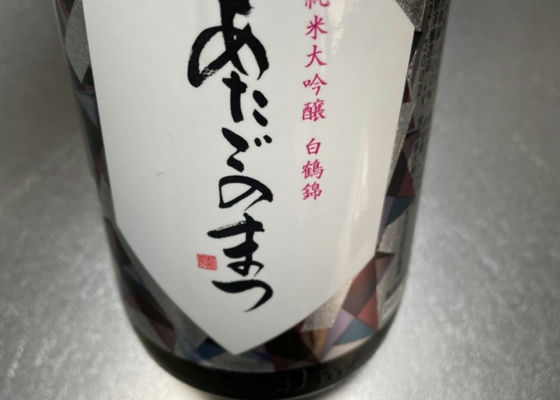 純米大吟醸 白鶴錦
あたごのまつ